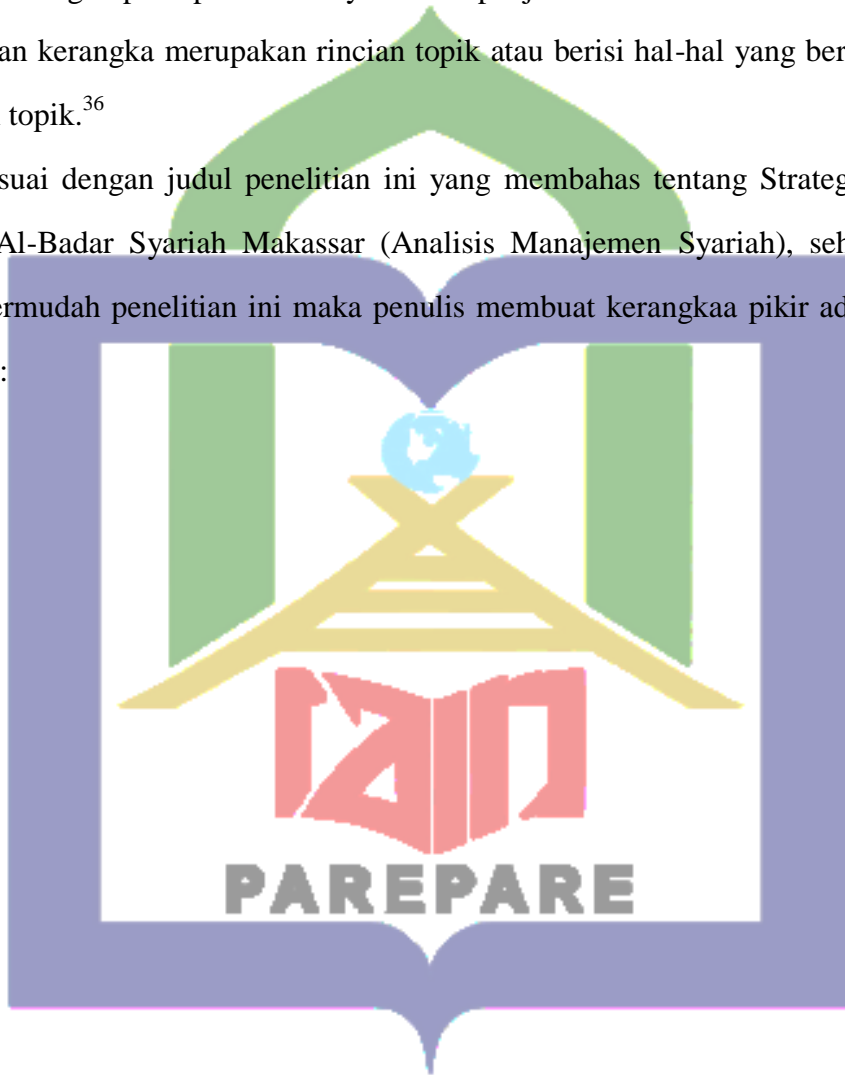 an kerangka merupakan rincian topik atau berisi hal-hal yang ber
topik.36
suai dengan judul penelitian ini yang membahas tentang Strateg
Al-Badar Syariah Makassar (Analisis Manajemen Syariah), seh
ermudah penelitian ini maka penulis membuat kerangkaa pikir ad
:
iain
PAREPARE